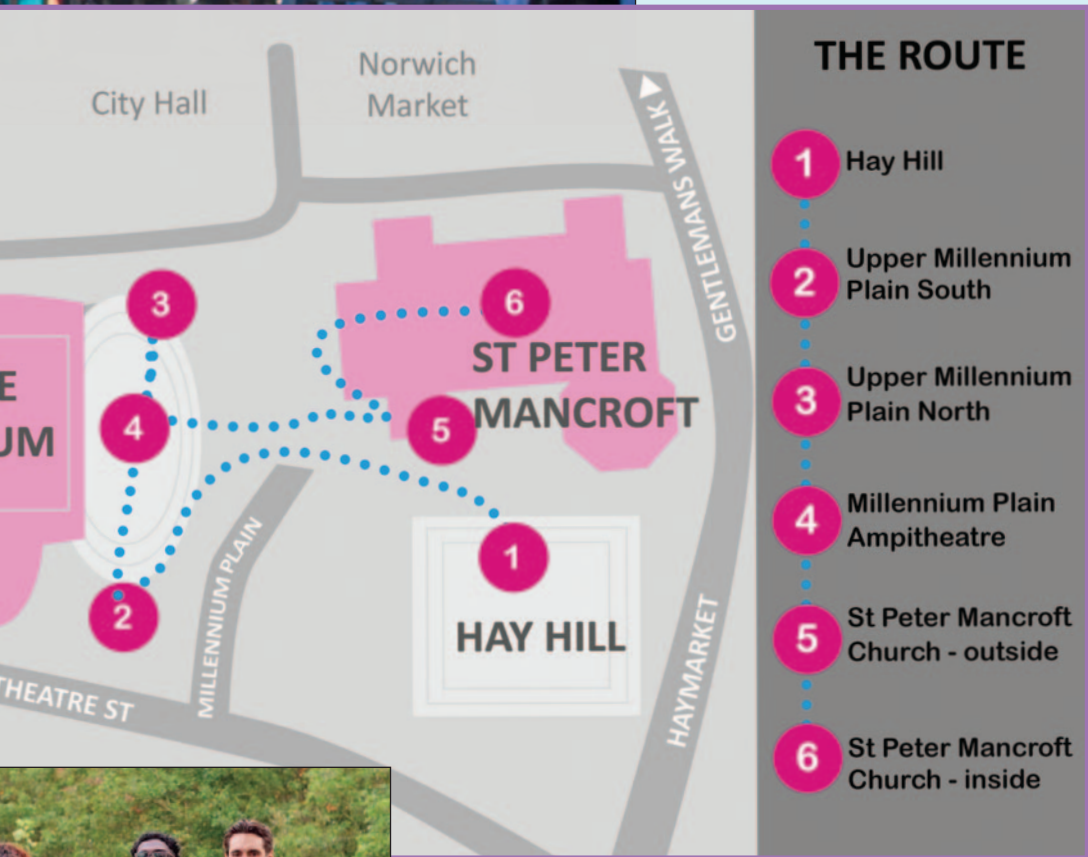 City Hall
Norwich
Market
GENTLEMANS WALK
3
6
E
UM
4
ST PETER
MANCROFT
5
1
HAY HILL
2
MILLENNIUM PLAIN
THEATRE ST
HAYMARKET
THE ROUTE
1 Hay Hill
2 Upper Millennium
Plain South
3 Upper Millennium
Plain North
4 Millennium Plain
Ampitheatre
5 St Peter Mancroft
Church - outside
6 St Peter Mancroft
Church - inside